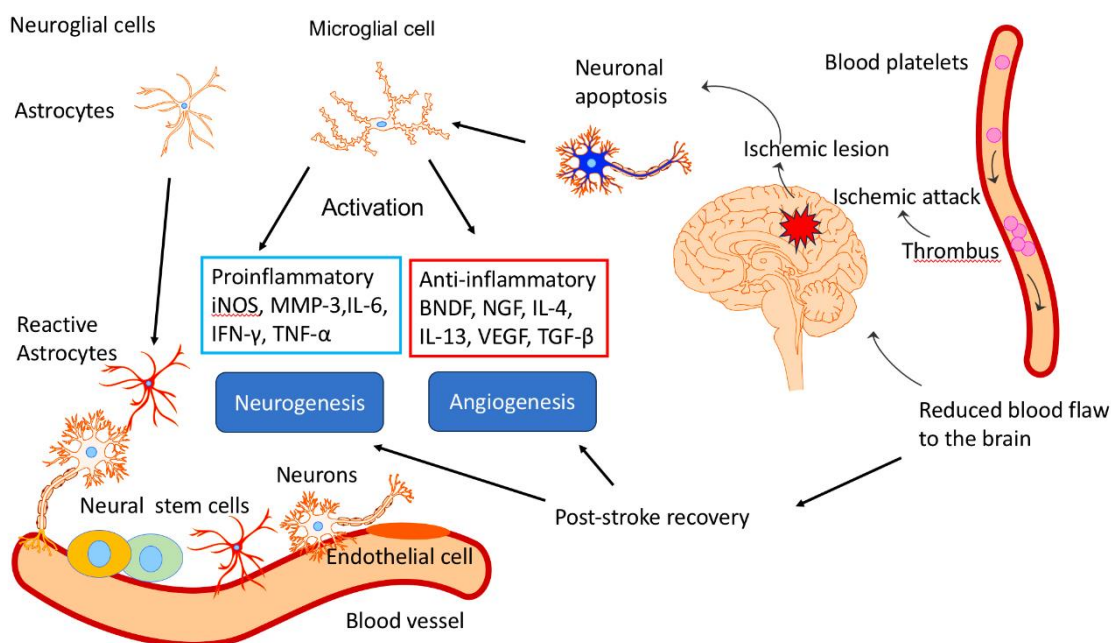 Neuroglial cells
Astrocytes
Microglial cell
Neuronal
apoptosis
Blood platelets
Ischemic lesion
Ischemic attack
Thrombus
Activation
Proinflammatory
iNOS, MMP-3,IL-6,
IFN-γ, TNF-α
Anti-inflammatory
BNDF, NGF, IL-4,
IL-13, VEGF, TGF-β
Reactive
Astrocytes
Neurogenesis
Angiogenesis
Reduced blood flaw
to the brain
Neurons
Neural stem cells
Post-stroke recovery
Endothelial cell
Blood vessel